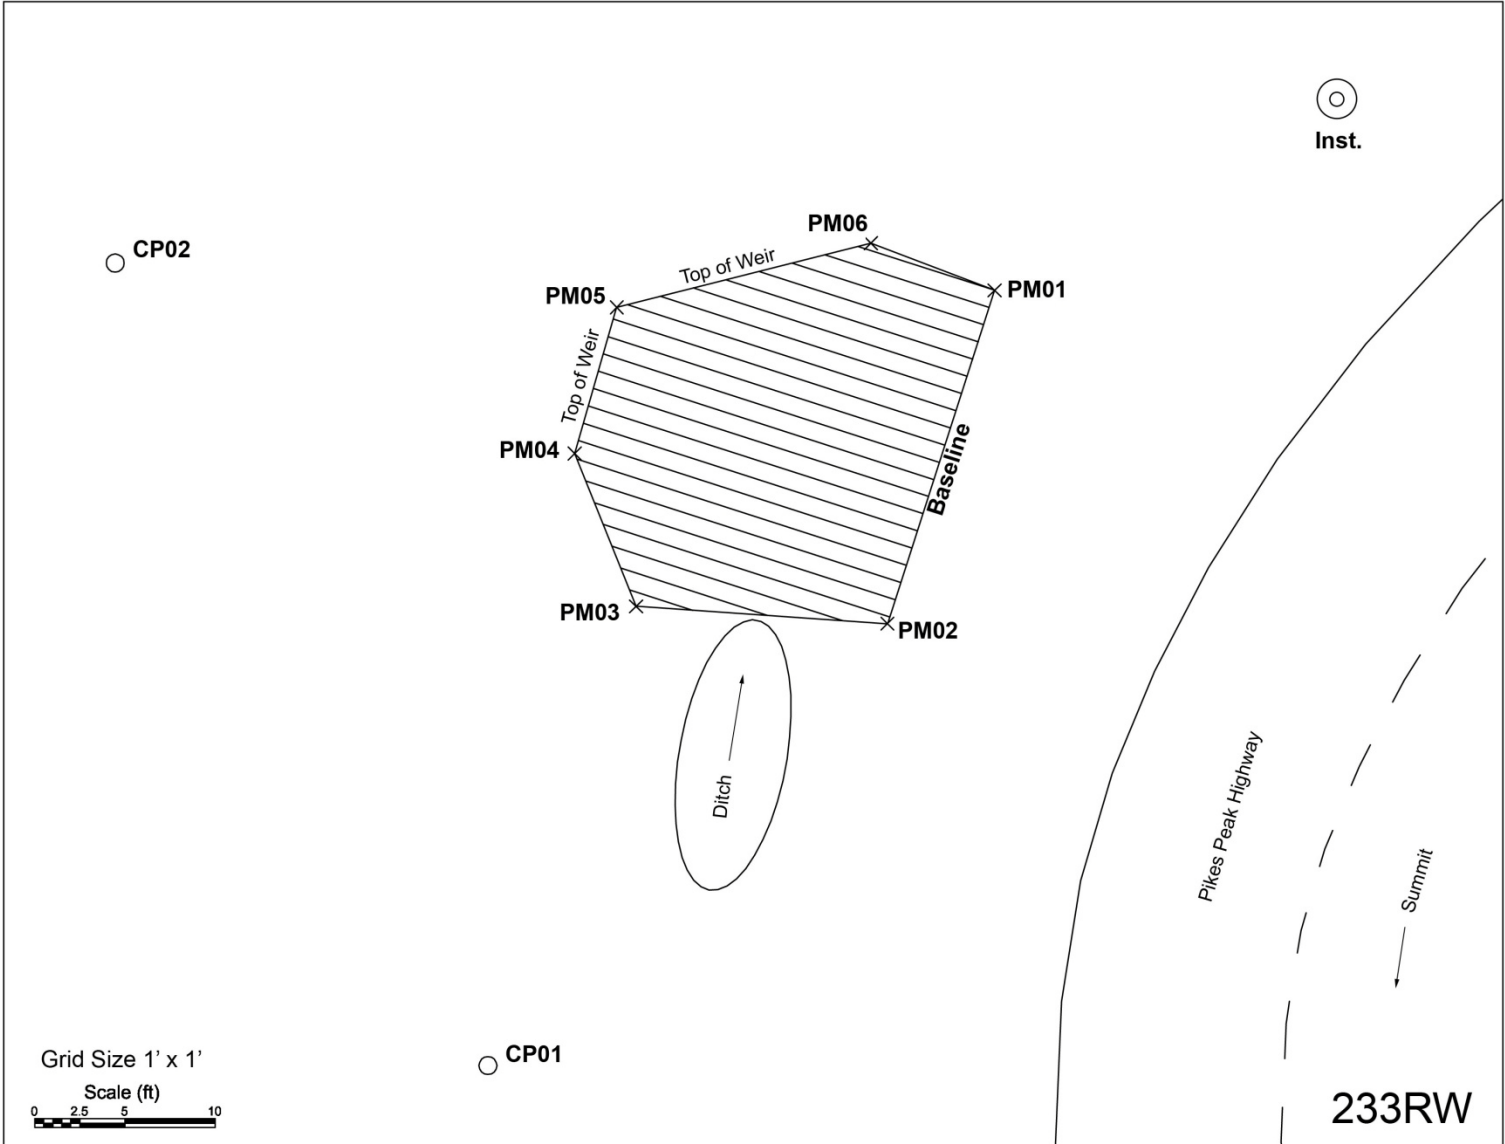 Inst.
PM06
CP02
Top of Weir
PM05
PM01
Top of Weir
Baseline
PM04
PM03
PM02
Ditch
Pikes Peak Highway
Summit
CP01
Grid Size 1’ x 1’
Scale (ft)
0 2.5 5 10
233RW